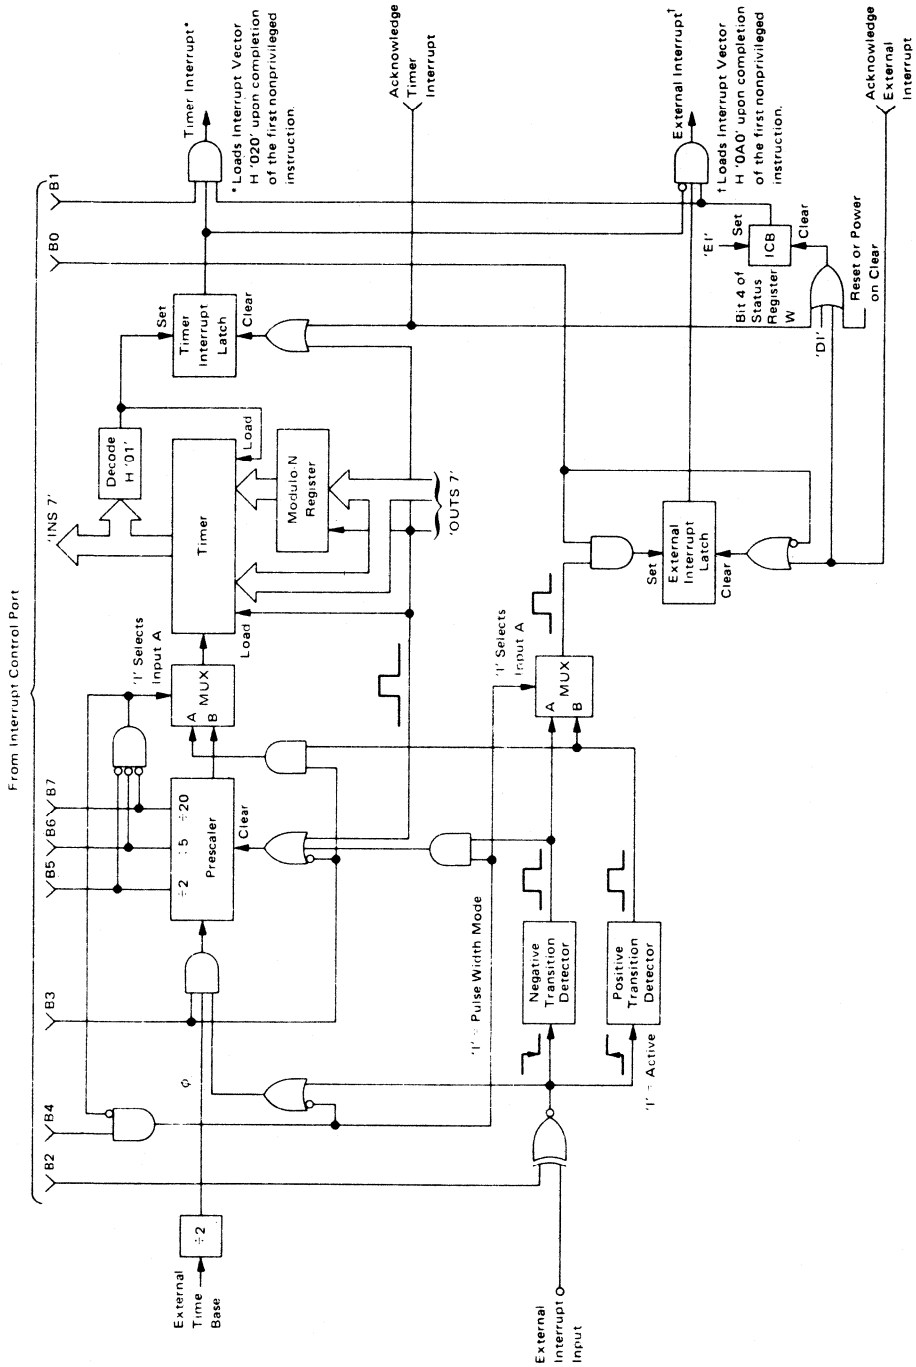 From Interrupt Control Port
B2
B4
B3
B5
B6
B7
B0
B1
External
Time
Base
÷2
ϕ
÷2
÷20
Prescaler
Clear
'1' Selects
Input A
A
MUX
B
'INS 7'
Decode
H '01'
Timer
Load
Load
Modulo-N
Register
'OUTS 7'
Set
Timer
Interrupt
Latch
Clear
Timer Interrupt*
*Loads Interrupt Vector
H '020' upon completion
of the first nonprivileged
instruction.
Acknowledge
Timer
Interrupt
'1' = Pulse Width Mode
External
Interrupt
Input
Negative
Transition
Detector
Positive
Transition
Detector
'1' = Active
'1' Selects
Input A
A
MUX
B
Set
External
Interrupt
Latch
Clear
External Interrupt†
†Loads Interrupt Vector
H '0A0' upon completion
of the first nonprivileged
instruction.
'EI'
Set
ICB
Clear
Bit 4 of
Status
Register
W
'DI'
Reset or Power
on Clear
Acknowledge
External
Interrupt